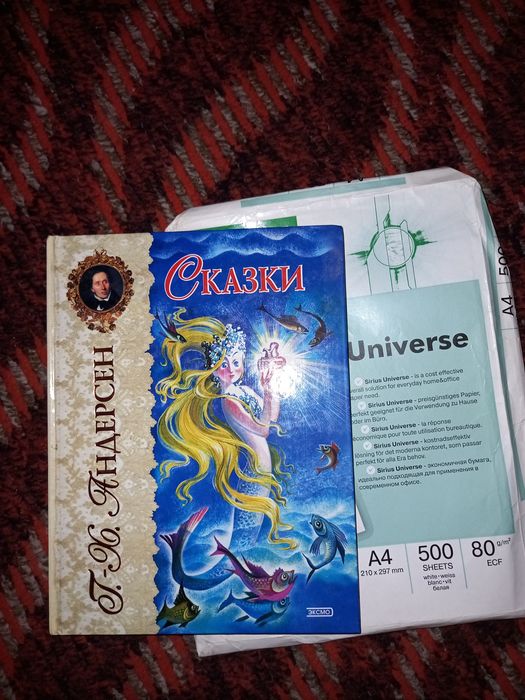 Сказки
Г.-Х. Андерсен
ЭКСМО
Universe
Sirius Universe - is a cost effective
solution for everyday home&office
need.
Sirius Universe - preisgünstiges Papier,
perfekt geeignet für die Verwendung zu Hause
oder im Büro.
Sirius Universe - la réponse
économique pour toute utilisation bureautique.
Sirius Universe - kostnadseffektiv
løsning for det moderna kontoret, som passar
perfekt för alla Era behov.
Sirius Universe - экономичная бумага,
идеально подходящая для применения в
современном офисе.
A4
210 x 297 mm
500
SHEETS
white·weiss
blanc·vit
белая
80 g/m²
ECF
A4
500